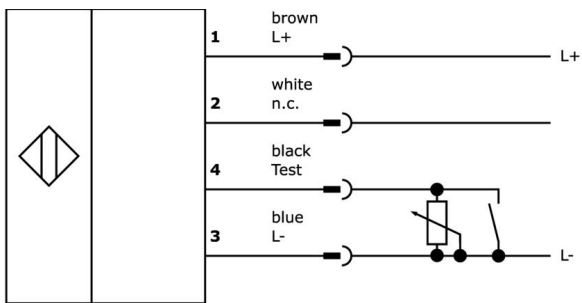 brown
1 L+ L+
white
2 n.c.
black
4 Test
blue
3 L- L-